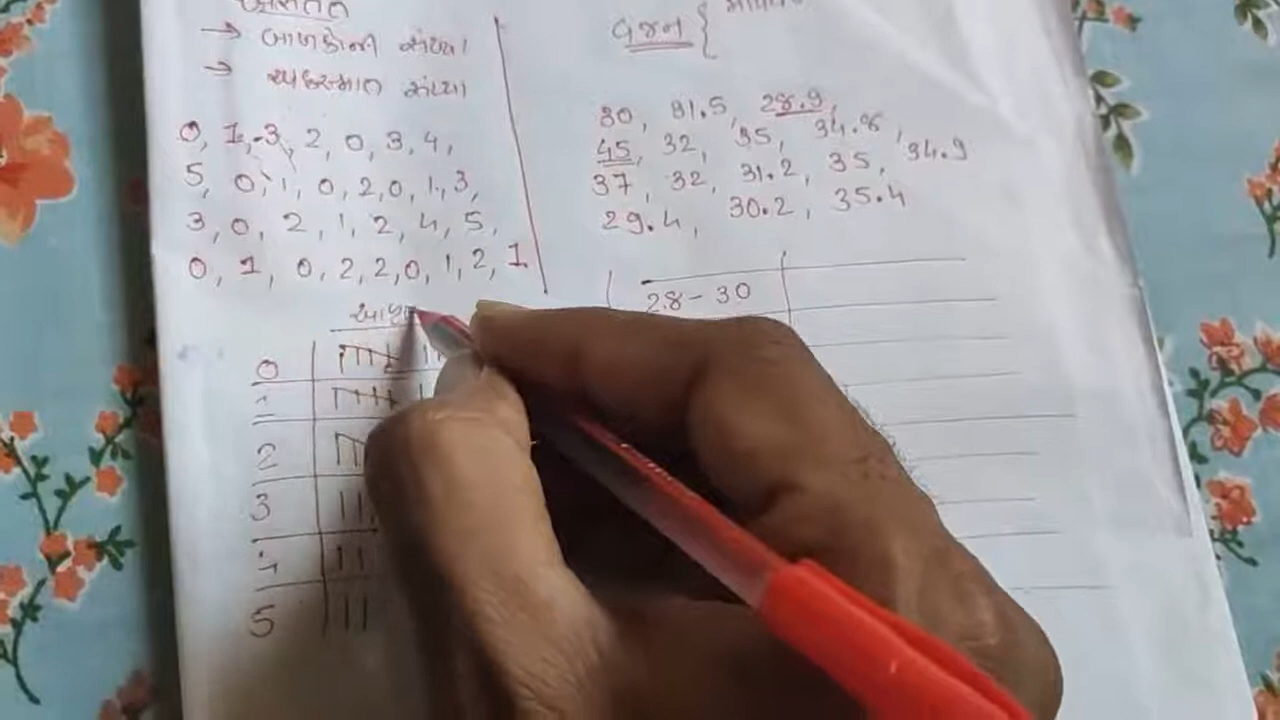 અસતત
→ બાળકોની સંખ્યા
→ અકસ્માત સંખ્યા
0, 1, 3, 2, 0, 3, 4,
5, 0, 1, 0, 2, 0, 1, 3,
3, 0, 2, 1, 2, 4, 5,
0, 1, 0, 2, 2, 0, 1, 2, 1
0
1
2
3
4
5
વજન {
30, 31.5, 28.9,
45, 32, 35, 34.8,
37, 32, 31.2, 35, 34.9
29.4, 30.2, 35.4
28-30